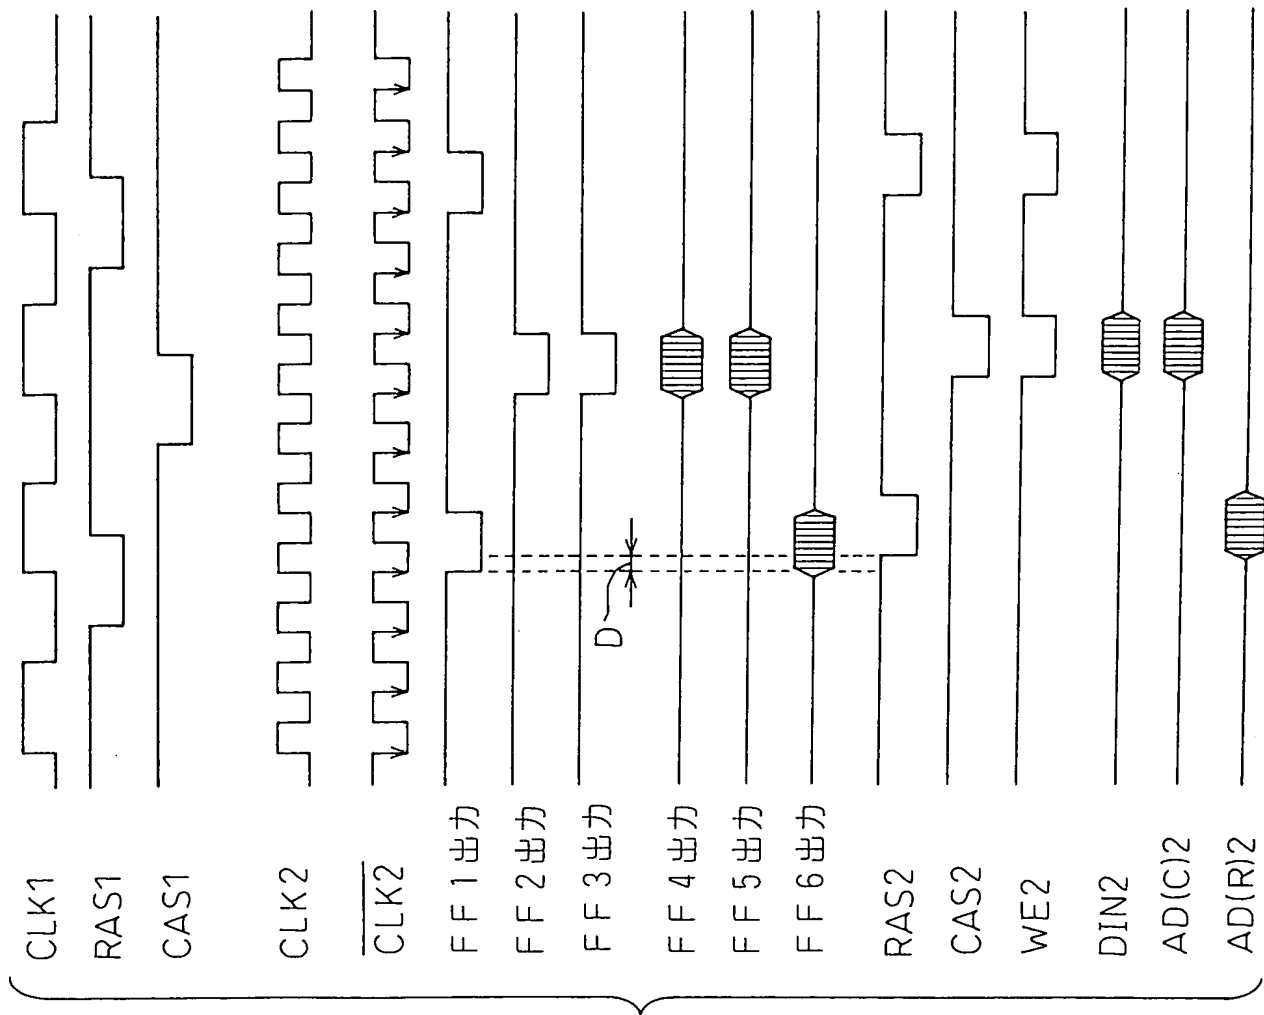 CLK1
RAS1
CAS1
CLK2
CLK2
FF1出力
FF2出力
FF3出力
FF4出力
FF5出力
FF6出力
RAS2
CAS2
WE2
DIN2
AD(C)2
AD(R)2
D